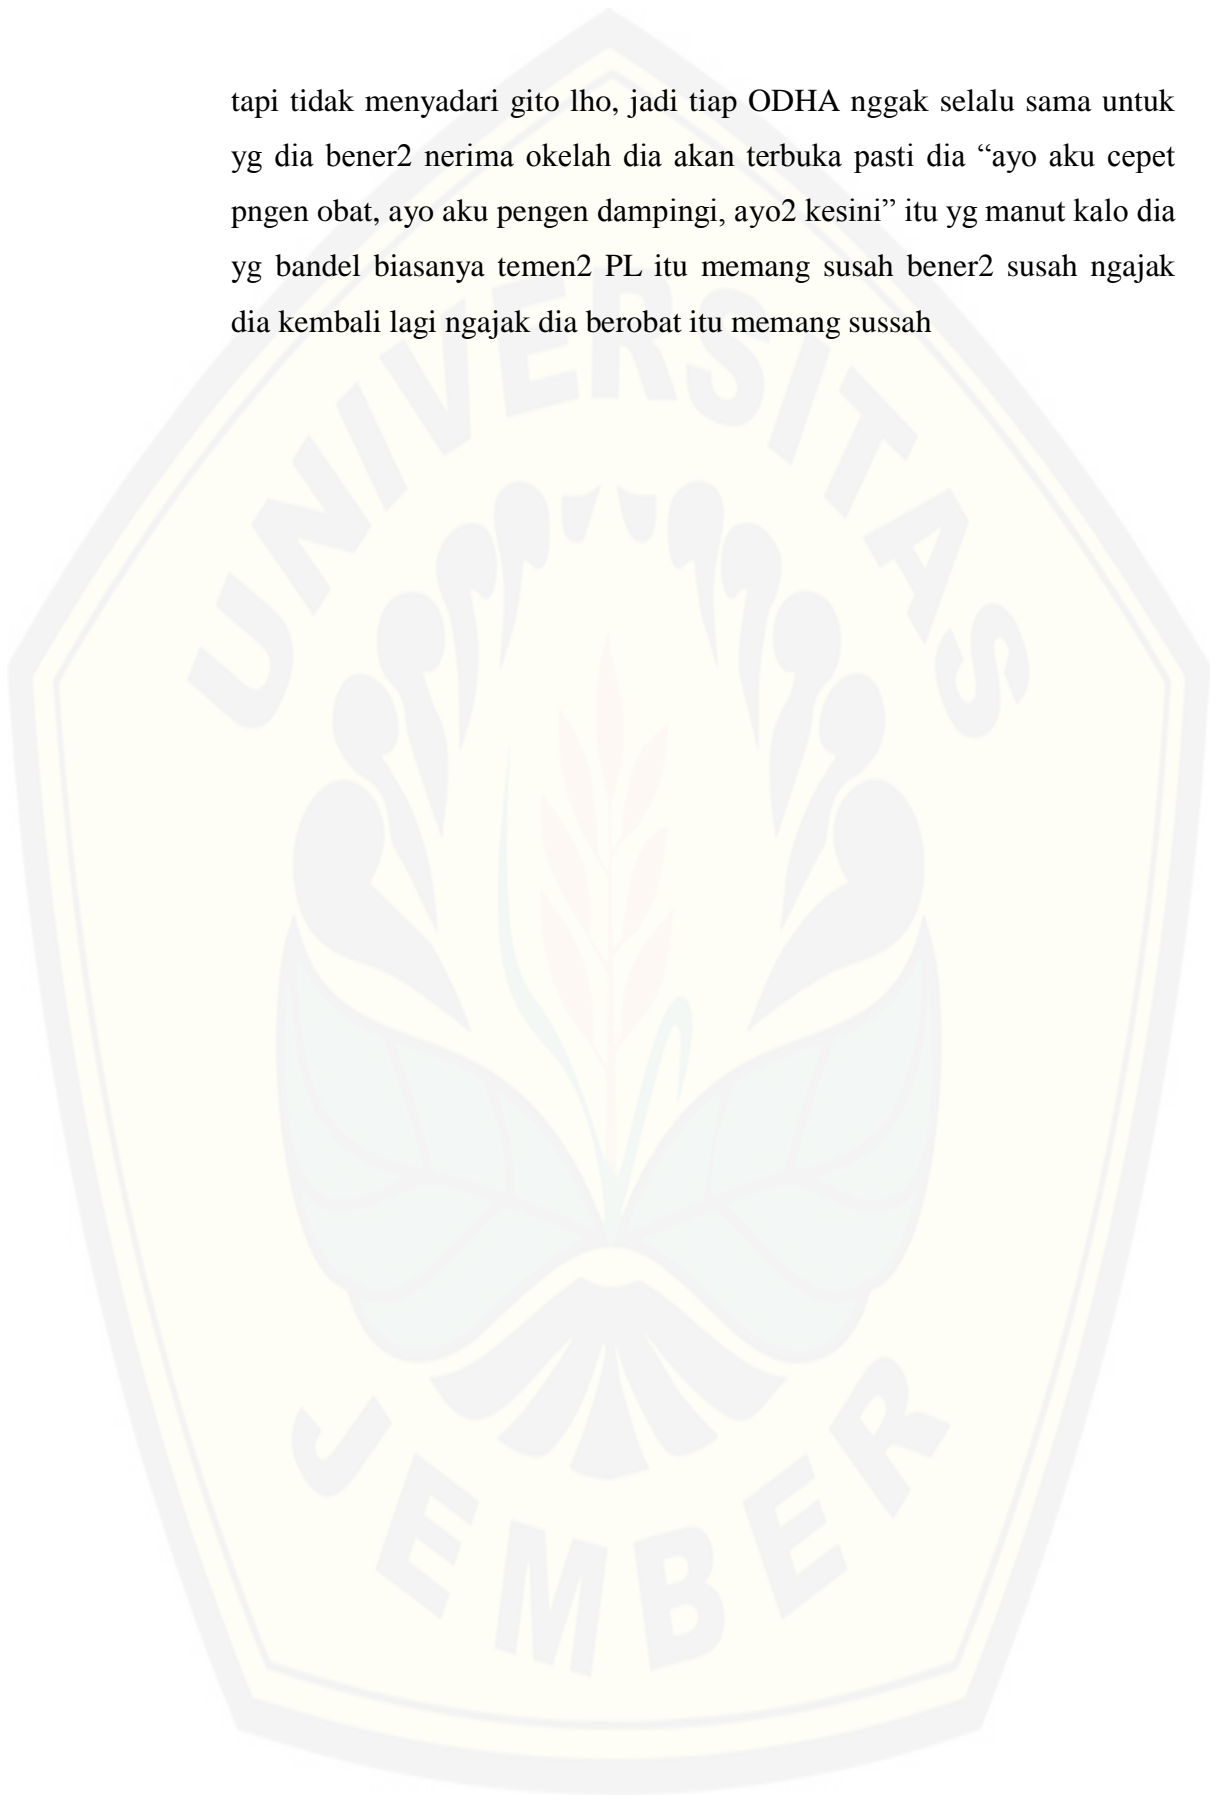 tapi tidak menyadari gito lho, jadi tiap ODHA nggak selalu sama untuk
yg dia bener2 nerima okelah dia akan terbuka pasti dia “ayo aku cepet
pngen obat, ayo aku pengen dampingi, ayo2 kesini” itu yg manut kalo dia
yg bandel biasanya temen2 PL itu memang susah bener2 susah ngajak
dia kembali lagi ngajak dia berobat itu memang sussah
UNIVERSITAS
JEMBER